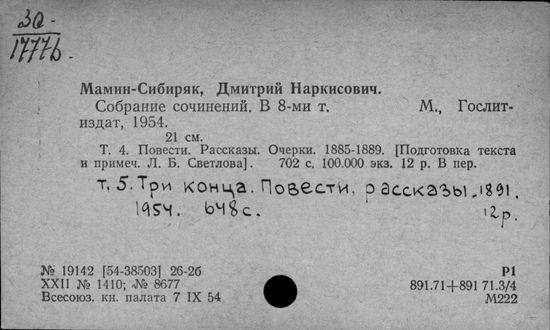 30-
1777б
Мамин-Сибиряк, Дмитрий Наркисович.
Собрание сочинений. В 8-ми т. М., Гослит-
издат, 1954.
21 см.
Т. 4. Повести. Рассказы. Очерки. 1885-1889. [Подготовка текста
и примеч. Л. Б. Светлова]. 702 с. 100.000 экз. 12 р. В пер.
т. 5. Три конца. Повести, рассказы. 1891.
1954. 648 с. 12 р.
№ 19142 [54-38503] 26-2б Р1
XXII № 1410; № 8677 891.71+891 71.3/4
Всесоюз. кн. палата 7 IX 54 М222